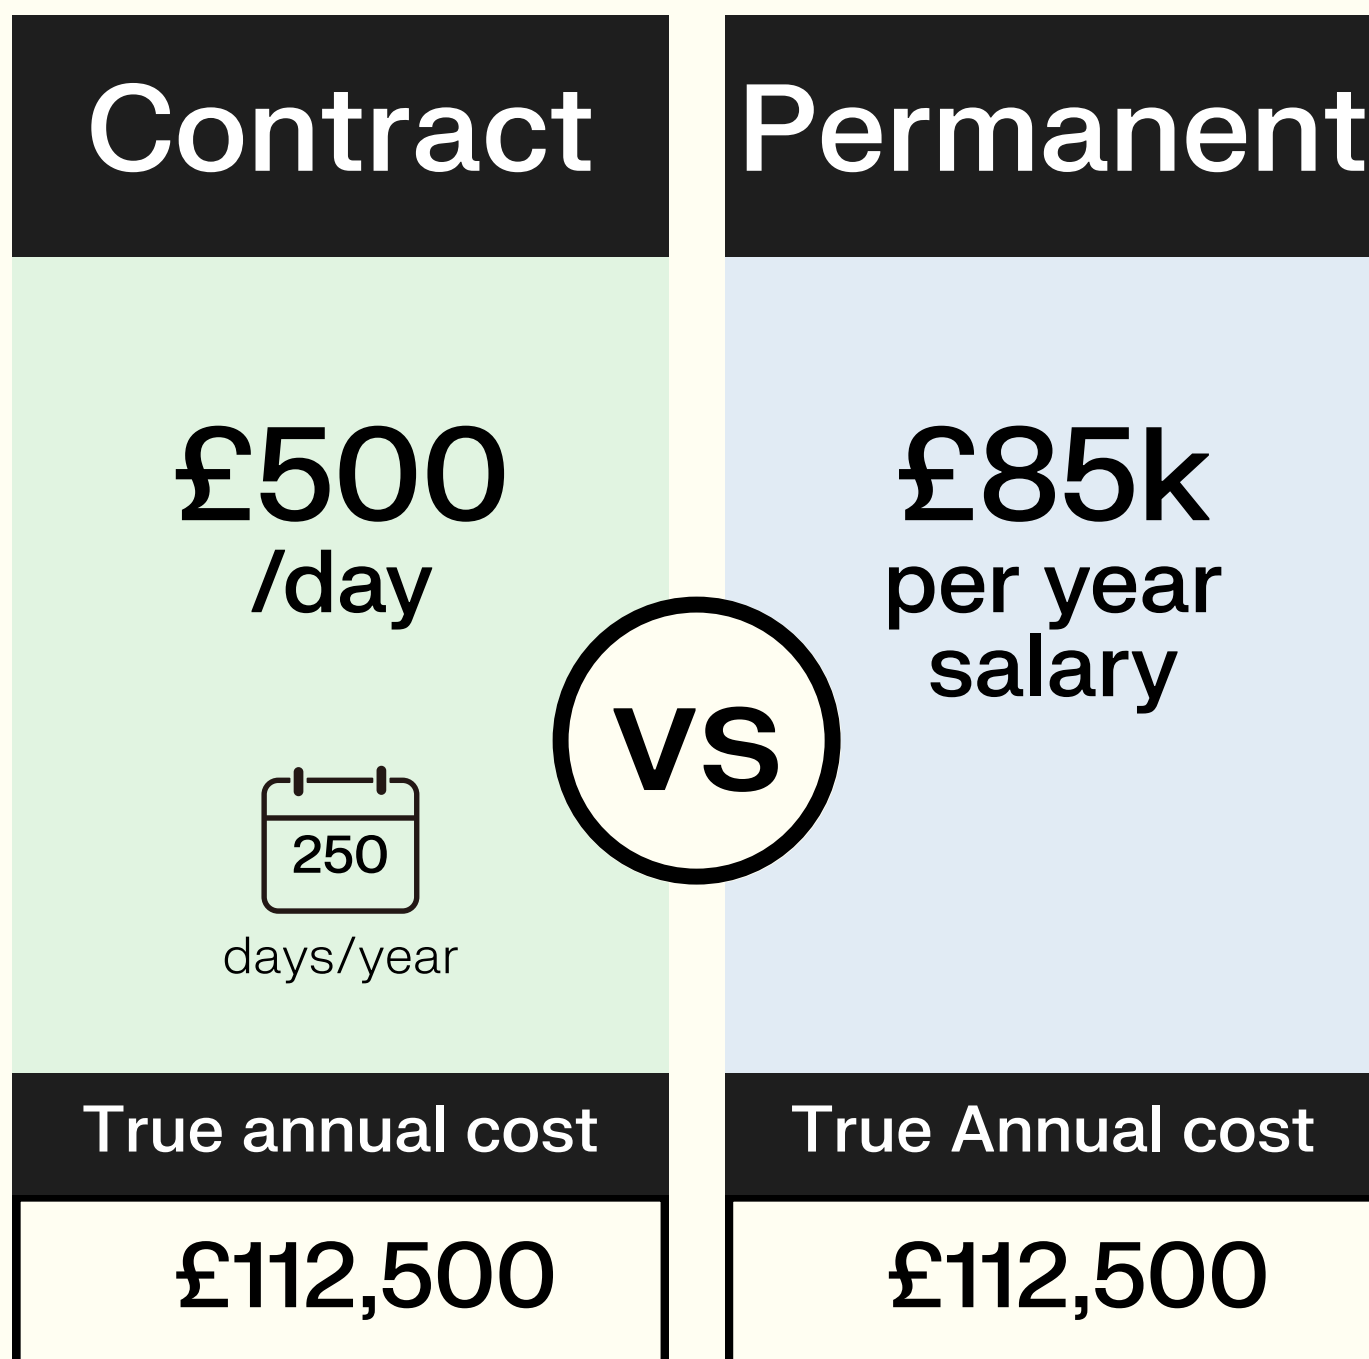 Contract
£500
/day
250
days/year
True annual cost
£112,500
vs
Permanent
£85k
per year
salary
True Annual cost
£112,500